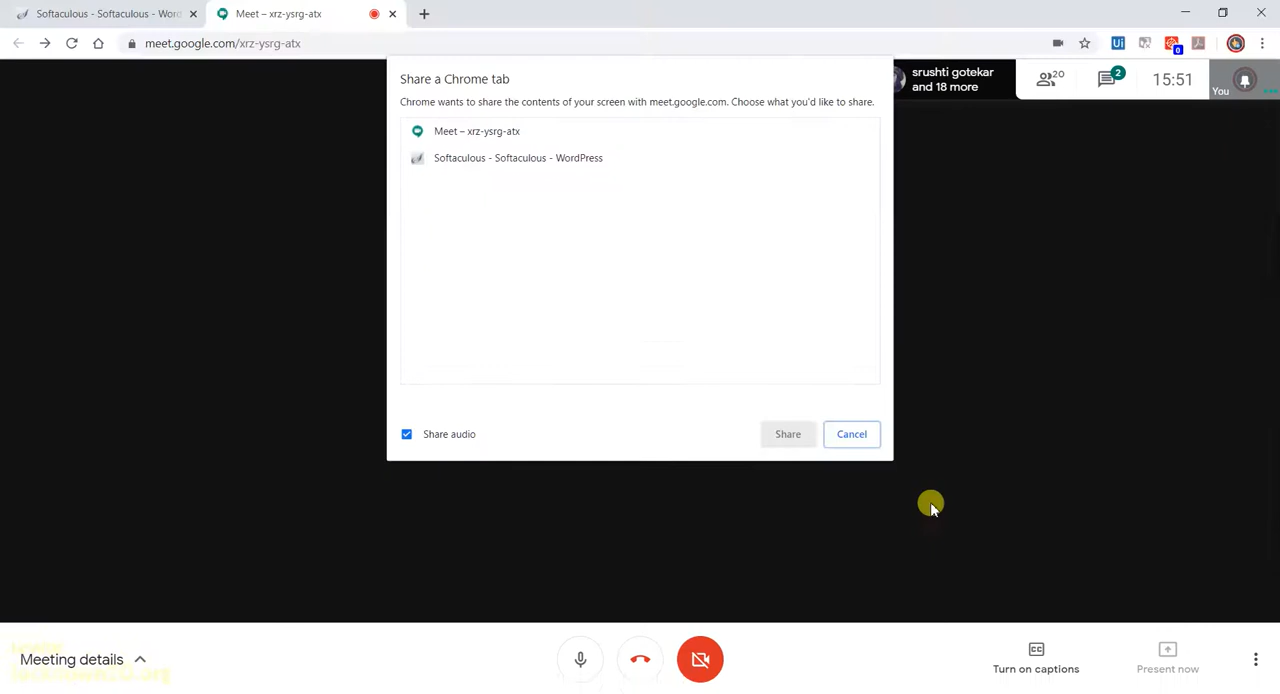 Softaculous - Softaculous - Word
Meet – xrz-ysrg-atx
meet.google.com/xrz-ysrg-atx
Ui
0
Share a Chrome tab
Chrome wants to share the contents of your screen with meet.google.com. Choose what you'd like to share.
Meet – xrz-ysrg-atx
Softaculous - Softaculous - WordPress
Share audio
Share
Cancel
srushti gotekar
and 18 more
20
2
15:51
You
Meeting details
CC
Turn on captions
Present now